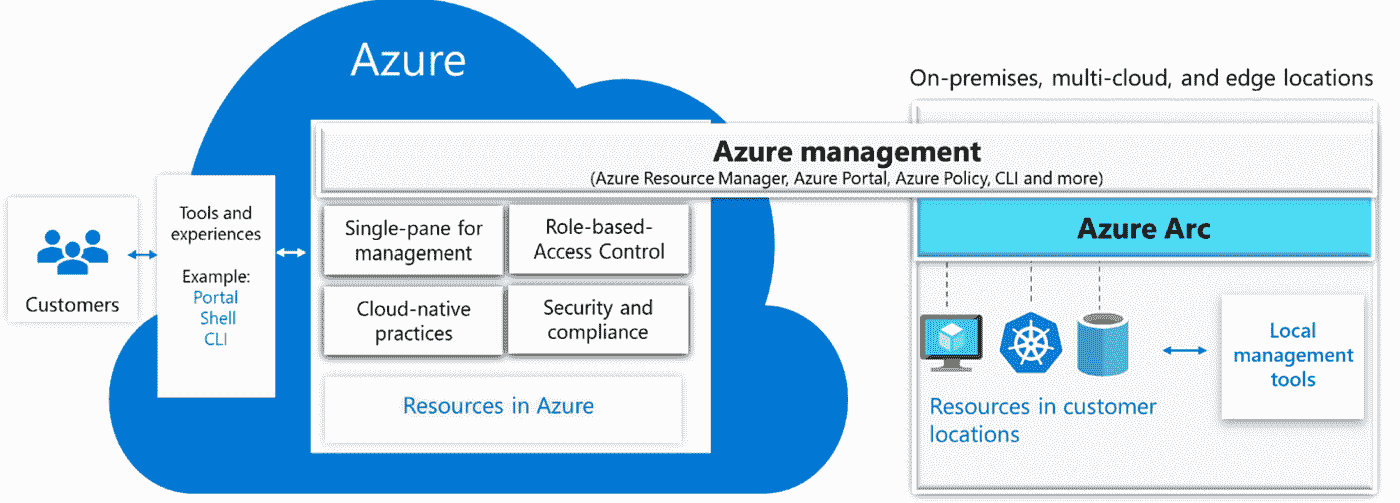 Azure
On-premises, multi-cloud, and edge locations
Azure management
(Azure Resource Manager, Azure Portal, Azure Policy, CLI and more)
Customers
Tools and
experiences
Example:
Portal
Shell
CLI
Single-pane for
management
Role-based-
Access Control
Cloud-native
practices
Security and
compliance
Resources in Azure
Azure Arc
Resources in customer
locations
Local
management
tools